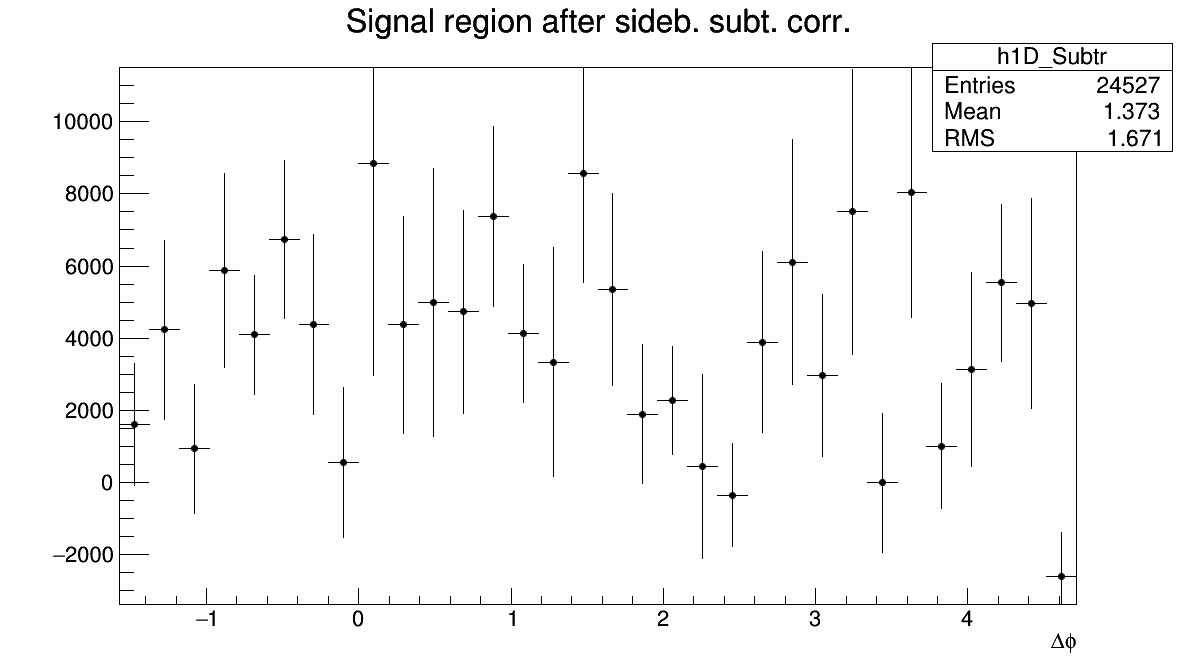 Signal region after sideb. subt. corr.
h1D_Subtr
Entries 24527
Mean 1.373
RMS 1.671
10000
8000
6000
4000
2000
0
−2000
−1 0 1 2 3 4
Δϕ